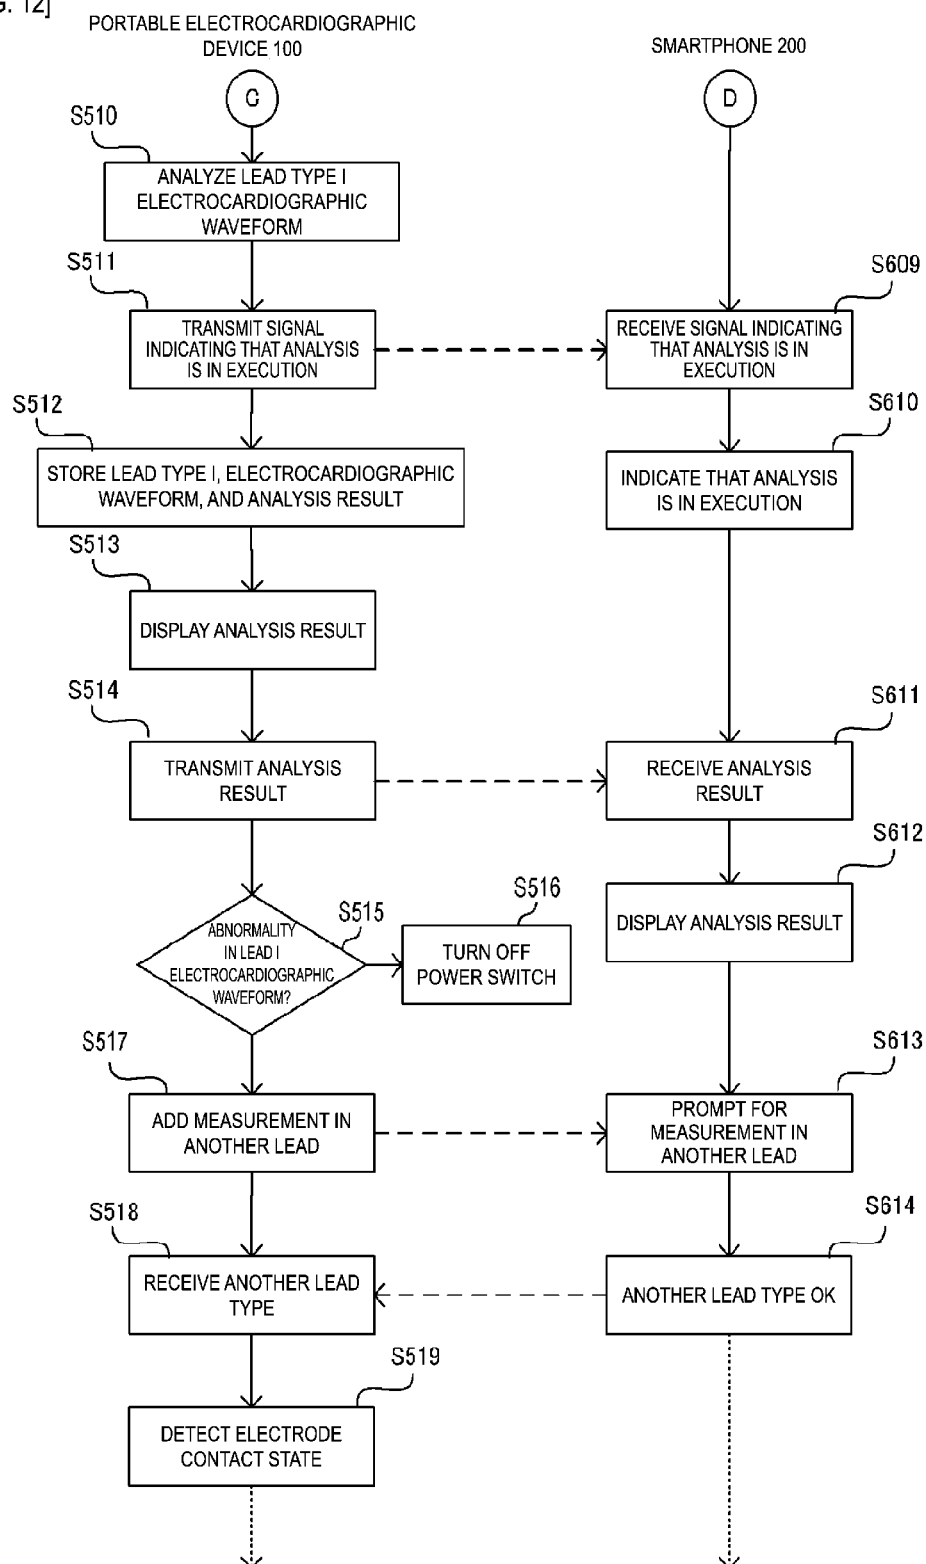 G. 12]
PORTABLE ELECTROCARDIOGRAPHIC
DEVICE 100
SMARTPHONE 200
C
D
S510
ANALYZE LEAD TYPE I
ELECTROCARDIOGRAPHIC
WAVEFORM
S511
TRANSMIT SIGNAL
INDICATING THAT ANALYSIS
IS IN EXECUTION
S609
RECEIVE SIGNAL INDICATING
THAT ANALYSIS IS IN
EXECUTION
S512
STORE LEAD TYPE I, ELECTROCARDIOGRAPHIC
WAVEFORM, AND ANALYSIS RESULT
S610
INDICATE THAT ANALYSIS
IS IN EXECUTION
S513
DISPLAY ANALYSIS RESULT
S514
TRANSMIT ANALYSIS
RESULT
S611
RECEIVE ANALYSIS
RESULT
S612
DISPLAY ANALYSIS RESULT
S515
ABNORMALITY
IN LEAD I
ELECTROCARDIOGRAPHIC
WAVEFORM?
S516
TURN OFF
POWER SWITCH
S517
ADD MEASUREMENT IN
ANOTHER LEAD
S613
PROMPT FOR
MEASUREMENT IN
ANOTHER LEAD
S518
RECEIVE ANOTHER LEAD
TYPE
S614
ANOTHER LEAD TYPE OK
S519
DETECT ELECTRODE
CONTACT STATE